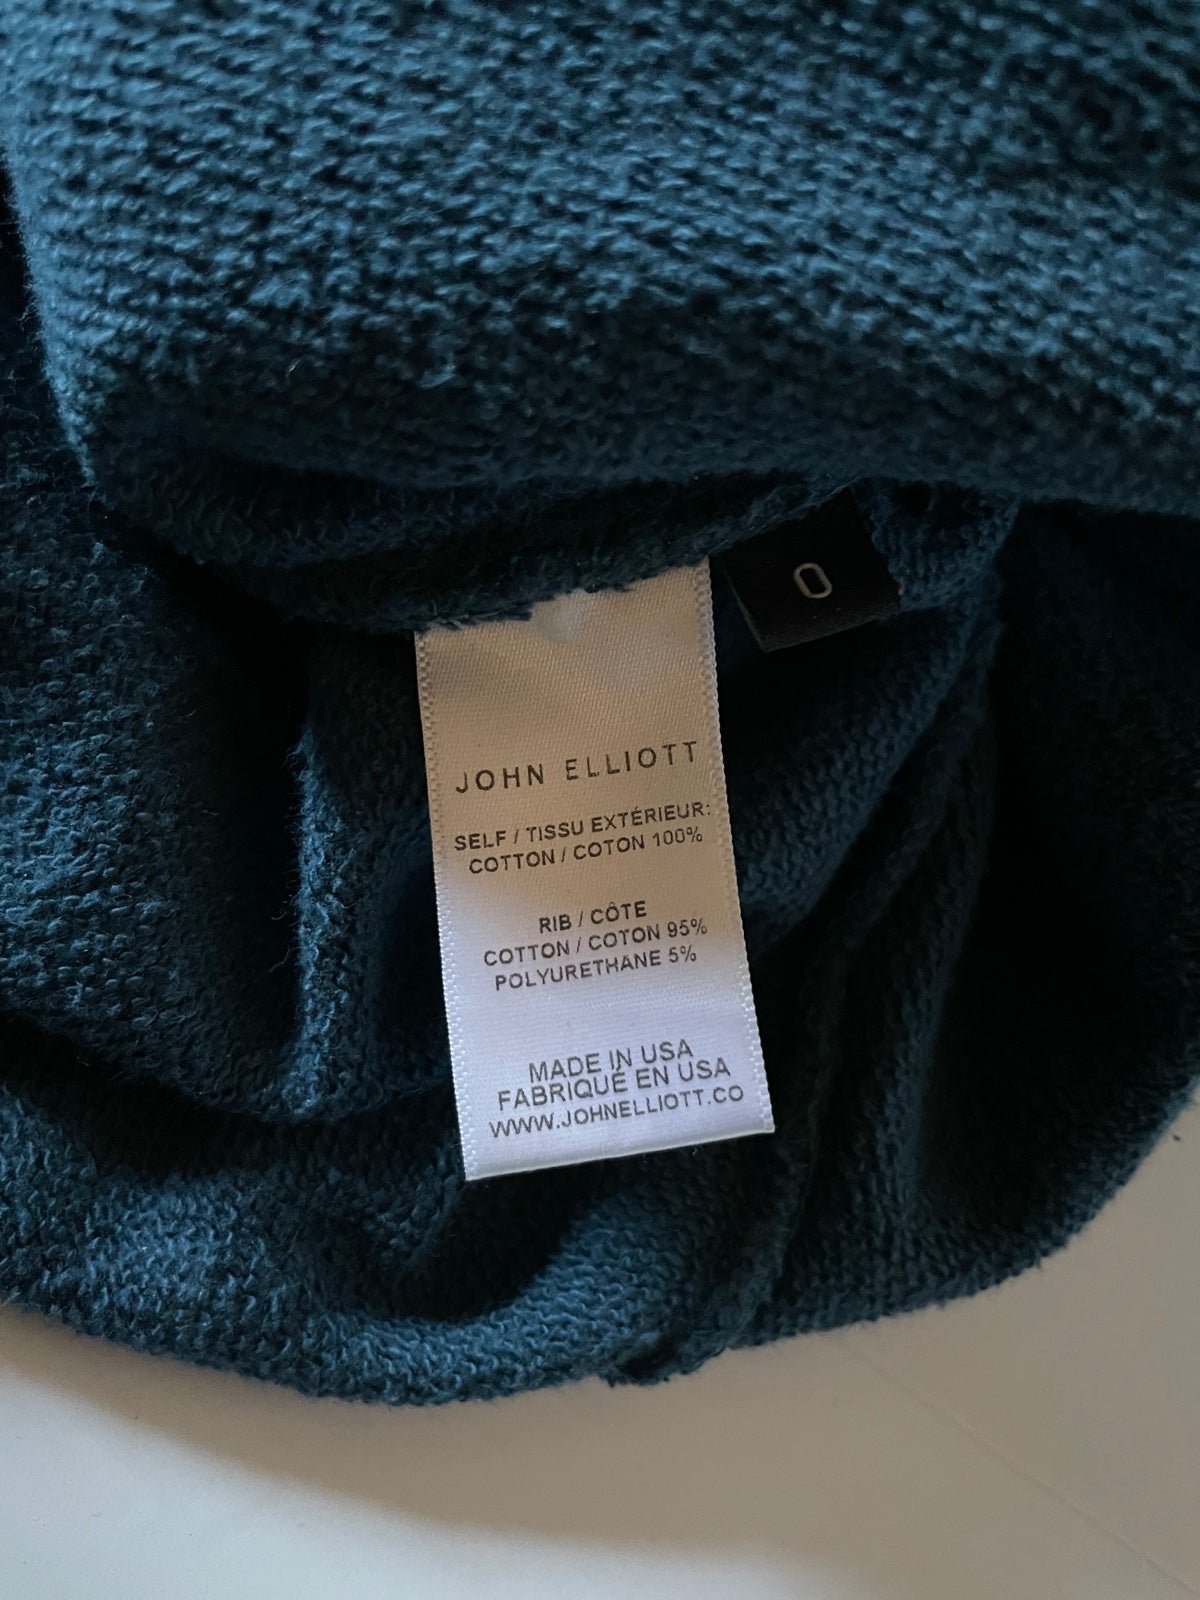 0
JOHN ELLIOTT
SELF / TISSU EXTÉRIEUR:
COTTON / COTON 100%
RIB / CÔTE
COTTON / COTON 95%
POLYURETHANE 5%
MADE IN USA
FABRIQUÉ EN USA
WWW.JOHNELLIOTT.CO